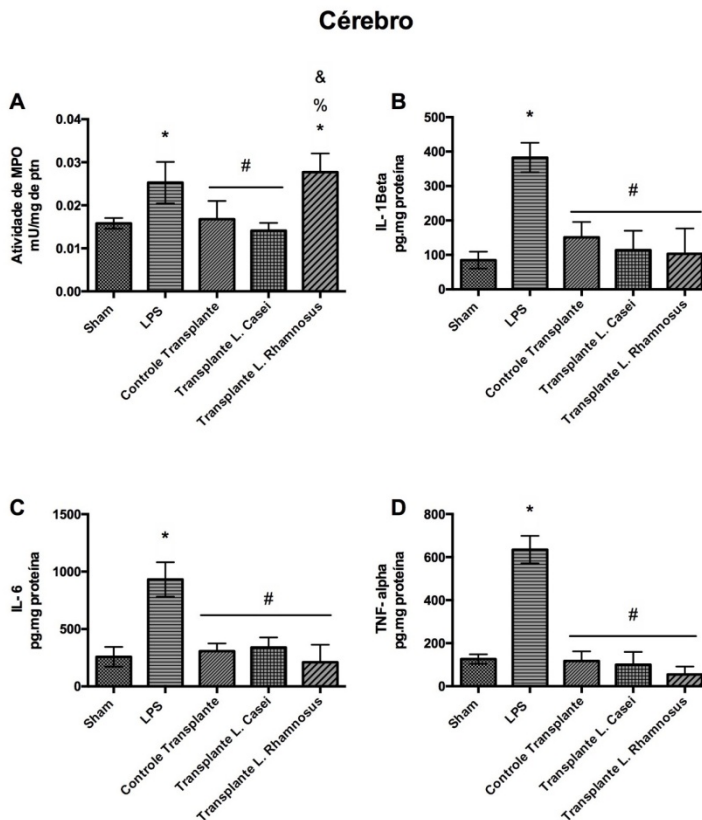 Cérebro
A
Atividade de MPO
mU/mg de ptn
0.04
0.03
0.02
0.01
0.00
*
#
&
%
*
Sham
LPS
Controle Transplante
Transplante L. Casei
Transplante L. Rhamnosus
B
IL-1Beta
pg.mg proteína
500
400
300
200
100
0
*
#
Sham
LPS
Controle Transplante
Transplante L. Casei
Transplante L. Rhamnosus
C
IL-6
pg.mg proteína
1500
1000
500
0
*
#
Sham
LPS
Controle Transplante
Transplante L. Casei
Transplante L. Rhamnosus
D
TNF-alpha
pg.mg proteína
800
600
400
200
0
*
#
Sham
LPS
Controle Transplante
Transplante L. Casei
Transplante L. Rhamnosus